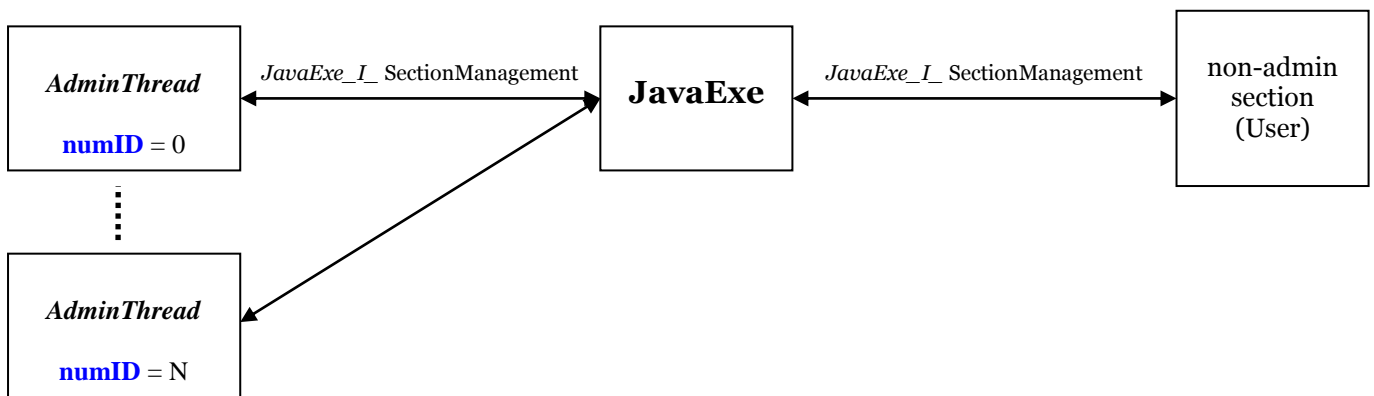 AdminThread
numID = 0
JavaExe_I_ SectionManagement
JavaExe
JavaExe_I_ SectionManagement
non-admin
section
(User)
AdminThread
numID = N